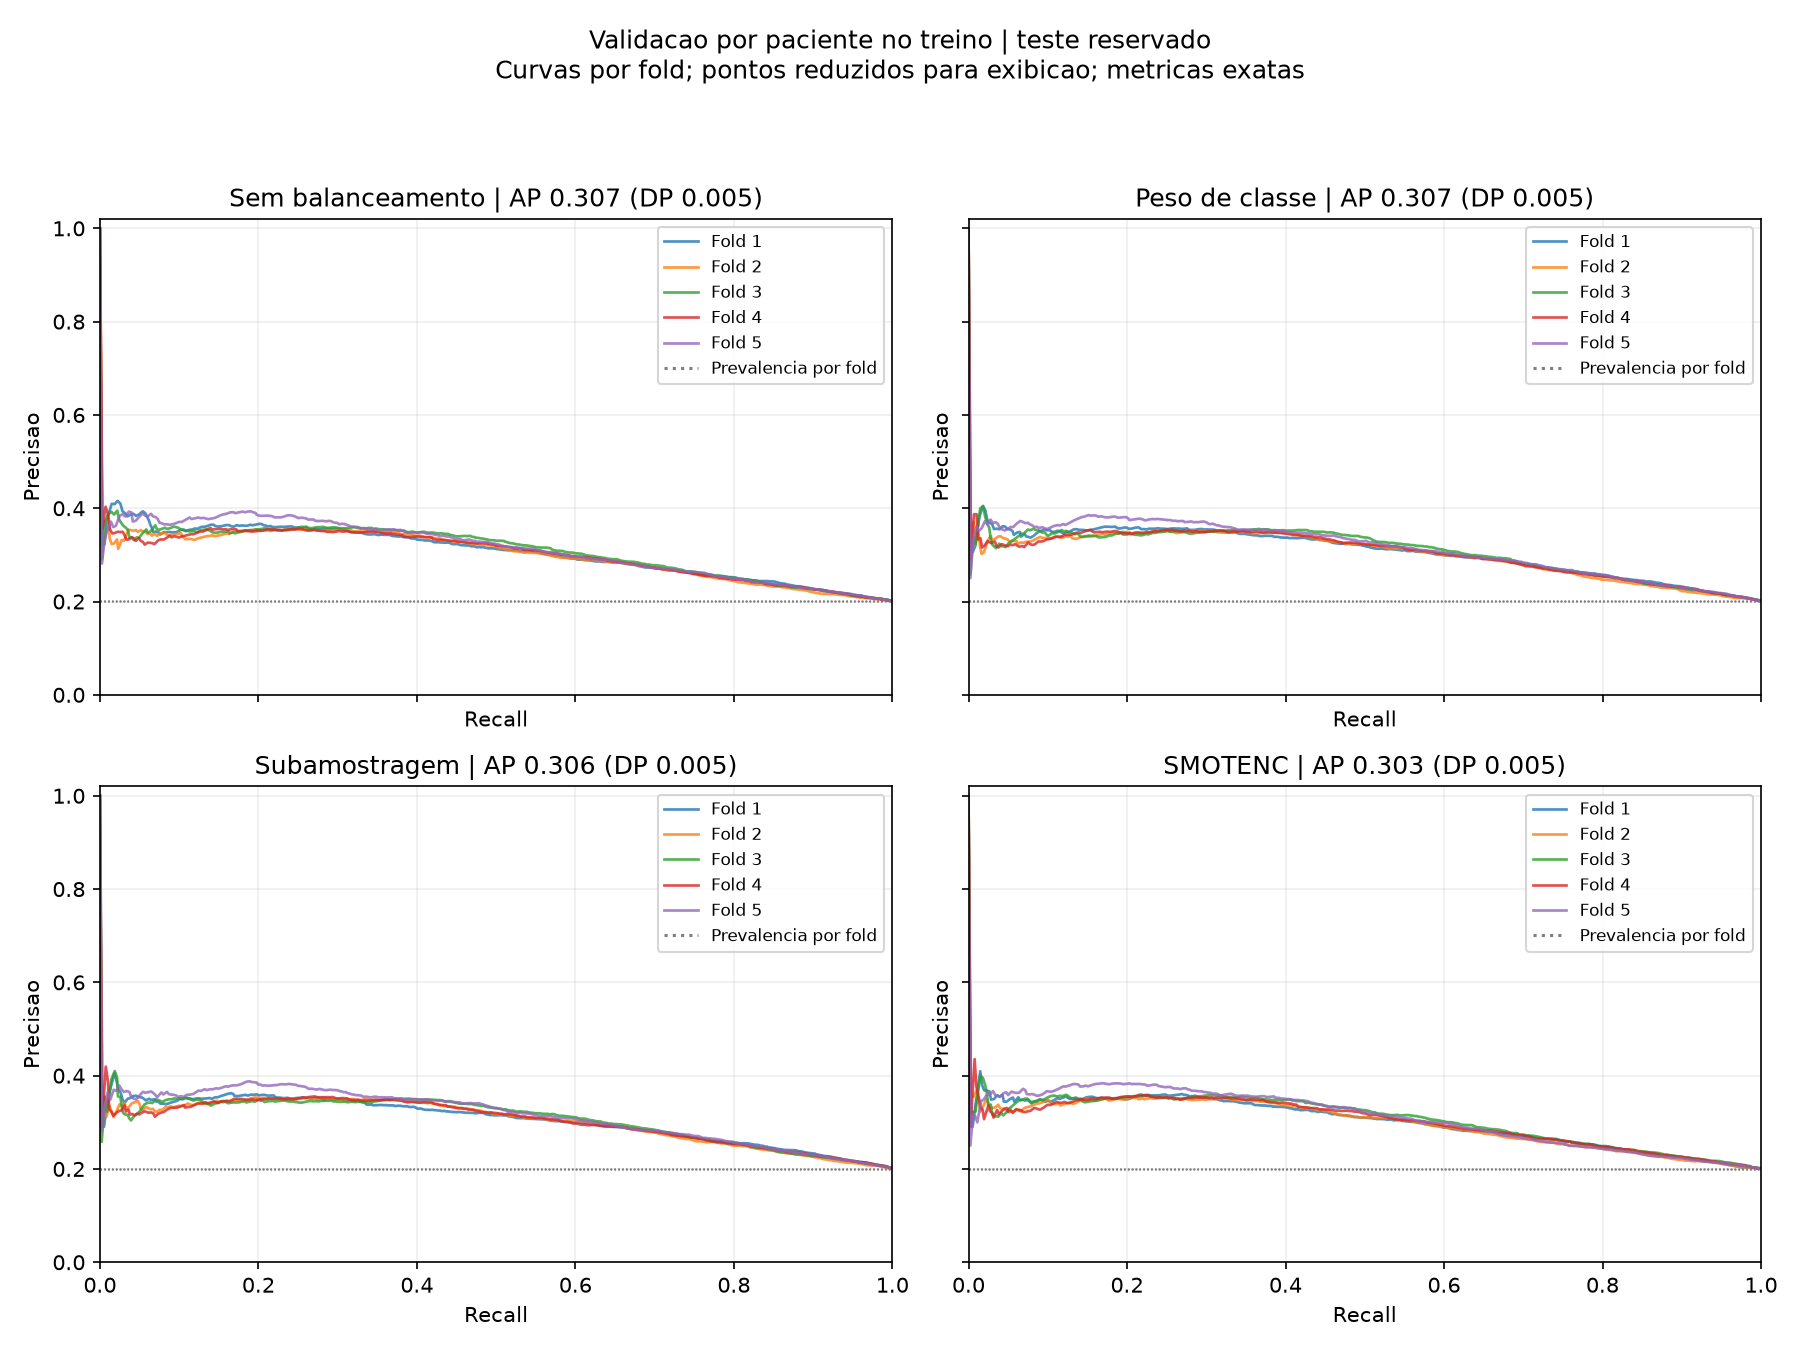 Validacao por paciente no treino | teste reservado
Curvas por fold; pontos reduzidos para exibicao; metricas exatas
Sem balanceamento | AP 0.307 (DP 0.005)
1.0
0.8
0.6
0.4
0.2
0.0
Precisao
Fold 1
Fold 2
Fold 3
Fold 4
Fold 5
Prevalencia por fold
Recall
Peso de classe | AP 0.307 (DP 0.005)
Precisao
Fold 1
Fold 2
Fold 3
Fold 4
Fold 5
Prevalencia por fold
Recall
Subamostragem | AP 0.306 (DP 0.005)
1.0
0.8
0.6
0.4
0.2
0.0
Precisao
Fold 1
Fold 2
Fold 3
Fold 4
Fold 5
Prevalencia por fold
0.0 0.2 0.4 0.6 0.8 1.0
Recall
SMOTENC | AP 0.303 (DP 0.005)
Precisao
Fold 1
Fold 2
Fold 3
Fold 4
Fold 5
Prevalencia por fold
0.0 0.2 0.4 0.6 0.8 1.0
Recall